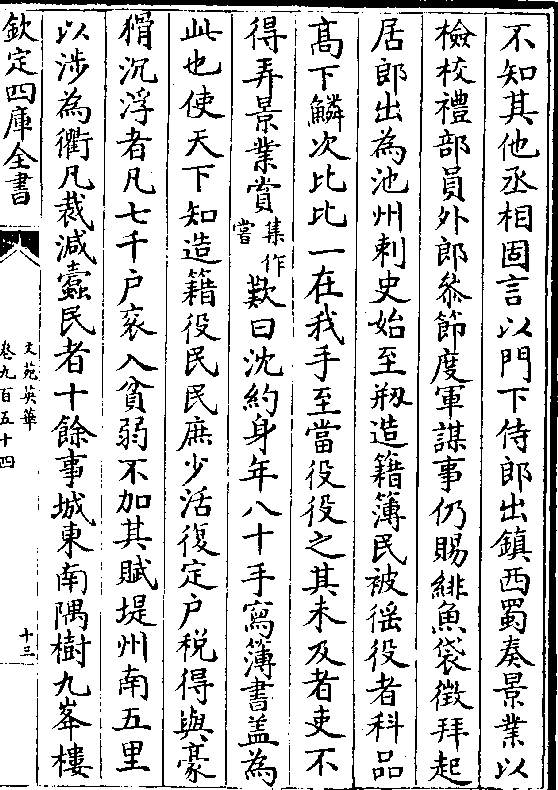 不知其他丞相固言以門下侍郎出鎮西蜀奏景業以
檢校禮部員外郎叅節度軍謀事仍賜緋魚袋徵拜起
居郎出為池州刺史始至剏造籍簿民被徭役者科品
高下鱗次比比一在我手至當役役之其未及者吏不
得弄景業賞集作嘗歎曰沈約身年八十手寫簿書蓋為
此也使天下知造籍役民民庶少活復定户税得與豪
猾沉浮者凡七千户裒入貧弱不加其賦堤州南五里
以涉為衢凡裁減蠹民者十餘事城東南隅樹九峯樓
欽定四庫全書
文苑英華
卷九百五十四
十三